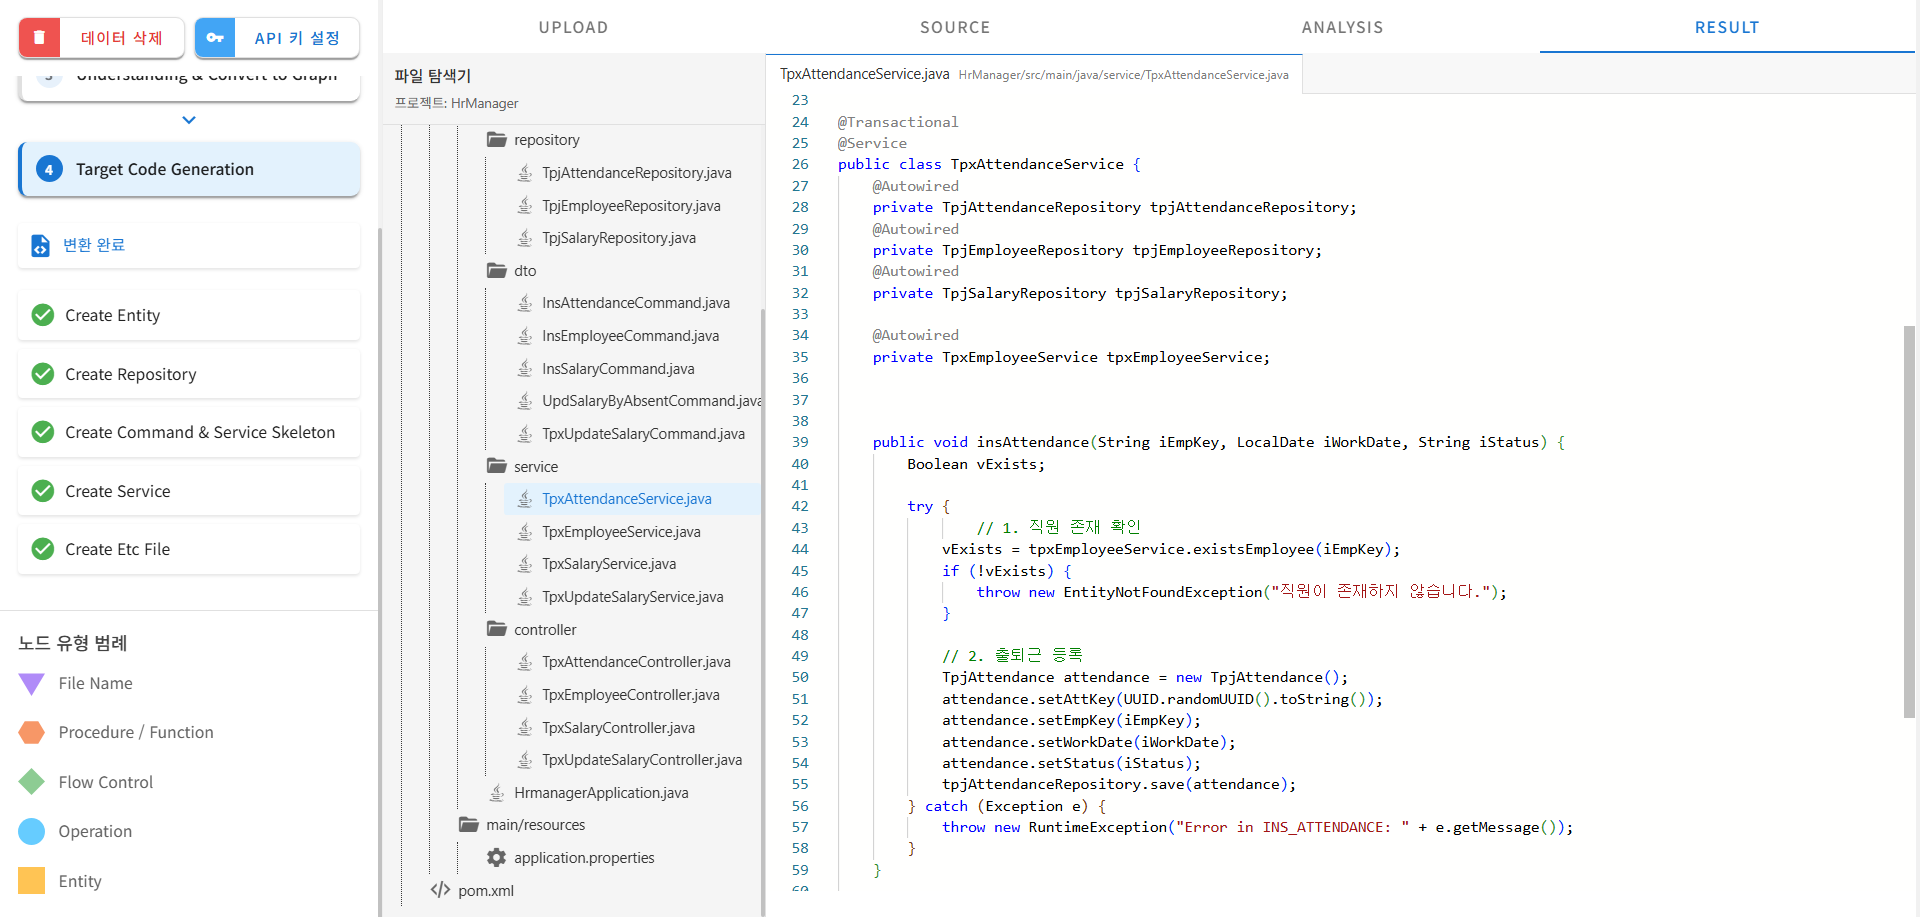 데이터 삭제
API 키 설정
3 Understanding & Convert to Graph
4 Target Code Generation
변환 완료
Create Entity
Create Repository
Create Command & Service Skeleton
Create Service
Create Etc File
노드 유형 범례
File Name
Procedure / Function
Flow Control
Operation
Entity
UPLOAD
SOURCE
ANALYSIS
RESULT
파일 탐색기
프로젝트: HrManager
repository
TpjAttendanceRepository.java
TpjEmployeeRepository.java
TpjSalaryRepository.java
dto
InsAttendanceCommand.java
InsEmployeeCommand.java
InsSalaryCommand.java
UpdSalaryByAbsentCommand.java
TpxUpdateSalaryCommand.java
service
TpxAttendanceService.java
TpxEmployeeService.java
TpxSalaryService.java
TpxUpdateSalaryService.java
controller
TpxAttendanceController.java
TpxEmployeeController.java
TpxSalaryController.java
TpxUpdateSalaryController.java
HrmanagerApplication.java
main/resources
application.properties
pom.xml
TpxAttendanceService.java HrManager/src/main/java/service/TpxAttendanceService.java
23
24 @Transactional
25 @Service
26 public class TpxAttendanceService {
27 @Autowired
28 private TpjAttendanceRepository tpjAttendanceRepository;
29 @Autowired
30 private TpjEmployeeRepository tpjEmployeeRepository;
31 @Autowired
32 private TpjSalaryRepository tpjSalaryRepository;
33
34 @Autowired
35 private TpxEmployeeService tpxEmployeeService;
36
37
38
39 public void insAttendance(String iEmpKey, LocalDate iWorkDate, String iStatus) {
40 Boolean vExists;
41
42 try {
43 // 1. 직원 존재 확인
44 vExists = tpxEmployeeService.existsEmployee(iEmpKey);
45 if (!vExists) {
46 throw new EntityNotFoundException("직원이 존재하지 않습니다.");
47 }
48
49 // 2. 출퇴근 등록
50 TpjAttendance attendance = new TpjAttendance();
51 attendance.setAttKey(UUID.randomUUID().toString());
52 attendance.setEmpKey(iEmpKey);
53 attendance.setWorkDate(iWorkDate);
54 attendance.setStatus(iStatus);
55 tpjAttendanceRepository.save(attendance);
56 } catch (Exception e) {
57 throw new RuntimeException("Error in INS_ATTENDANCE: " + e.getMessage());
58 }
59 }
60